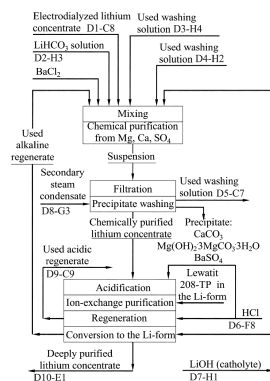 Electrodialyzed lithium
concentrate D1-C8
LiHCO3 solution
D2-H3
BaCl2
Used washing
solution D3-H4
Used washing
solution D4-H2
Mixing
Chemical purification
from Mg, Ca, SO4
Suspension
Used
alkaline
regenerate
Secondary
steam
condensate
D8-G3
Filtration
Precipitate washing
Used washing
solution D5-C7
Chemically purified
lithium concentrate
Precipitate:
CaCO3
Mg(OH)23MgCO33H2O
BaSO4
Used acidic
regenerate
D9-C9
Lewatit
208-TP in
the Li-form
Acidification
Ion-exchange purification
Regeneration
Conversion to the Li-form
HCl
D6-F8
Deeply purified
lithium concentrate
D10-E1
LiOH (catholyte)
D7-H1